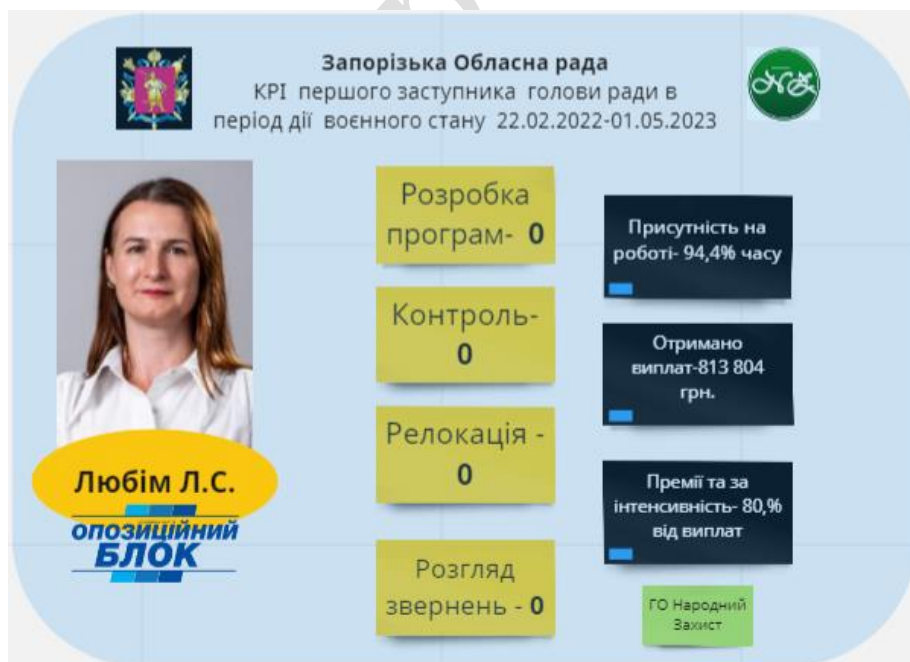 Запорізька Обласна рада
КРІ першого заступника голови ради в
період дії воєнного стану 22.02.2022-01.05.2023
Розробка
програм- 0
Контроль-
0
Релокація -
0
Розгляд
звернень - 0
Присутність на
роботі- 94,4% часу
Отримано
виплат-813 804
грн.
Премії та за
інтенсивність- 80,%
від виплат
ГО Народний
Захист
Любім Л.С.
опозиційний
БЛОК